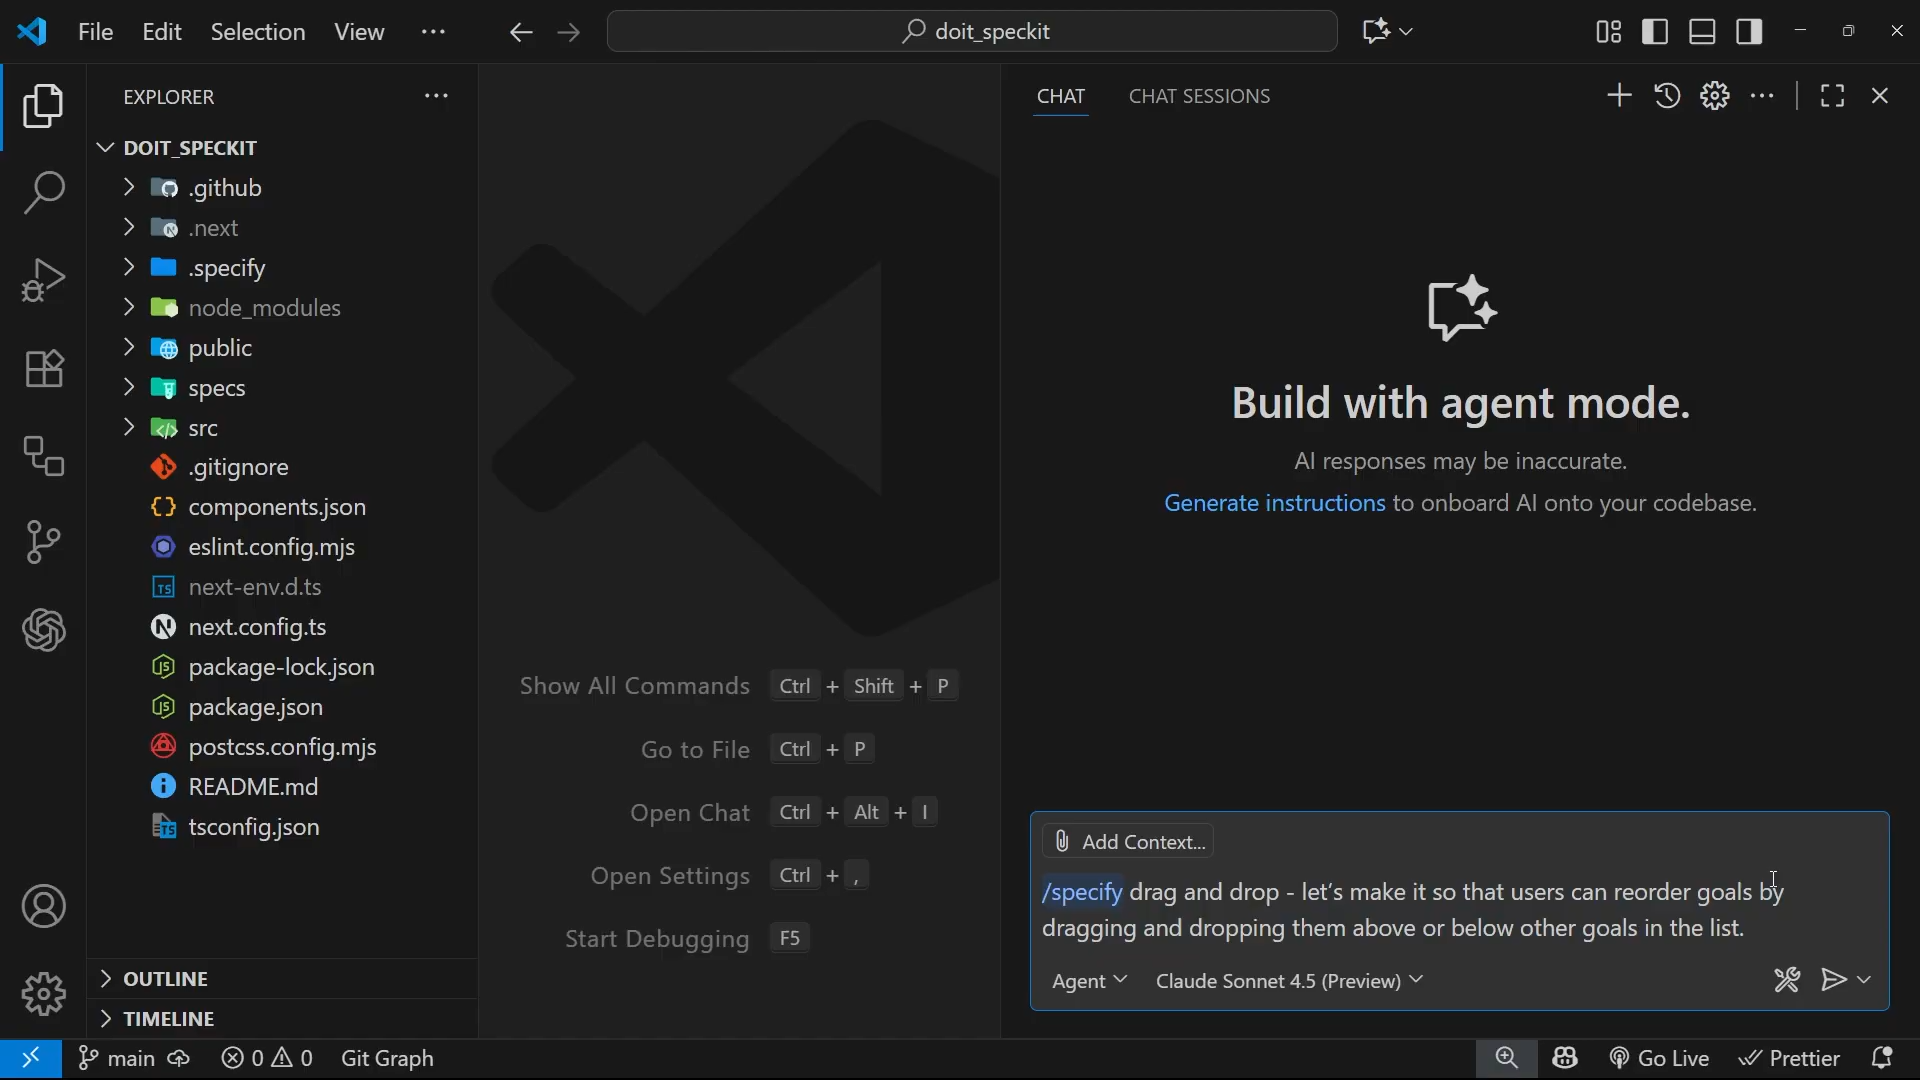 File Edit Selection View
doit_speckit
EXPLORER
DOIT_SPECKIT
.github
.next
.specify
node_modules
public
specs
src
.gitignore
components.json
eslint.config.mjs
next-env.d.ts
next.config.ts
package-lock.json
package.json
postcss.config.mjs
README.md
tsconfig.json
OUTLINE
TIMELINE
Show All Commands Ctrl + Shift + P
Go to File Ctrl + P
Open Chat Ctrl + Alt + I
Open Settings Ctrl + ,
Start Debugging F5
CHAT CHAT SESSIONS
Build with agent mode.
AI responses may be inaccurate.
Generate instructions to onboard AI onto your codebase.
Add Context...
/specify drag and drop - let's make it so that users can reorder goals by
dragging and dropping them above or below other goals in the list.
Agent Claude Sonnet 4.5 (Preview)
main 0 0 Git Graph Go Live Prettier